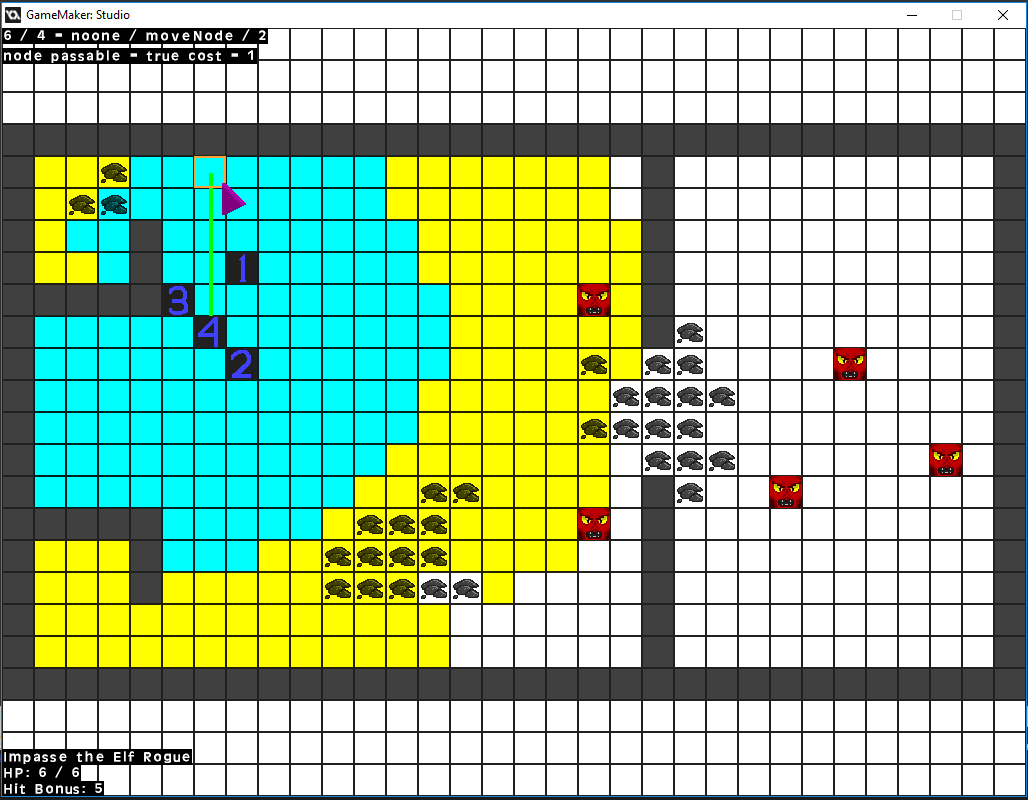 GameMaker: Studio
6 / 4 - noone / moveNode / 2
node passable - true cost - 1
1
3
4
2
Impasse the Elf Rogue
HP: 6 / 6
Hit Bonus: 5